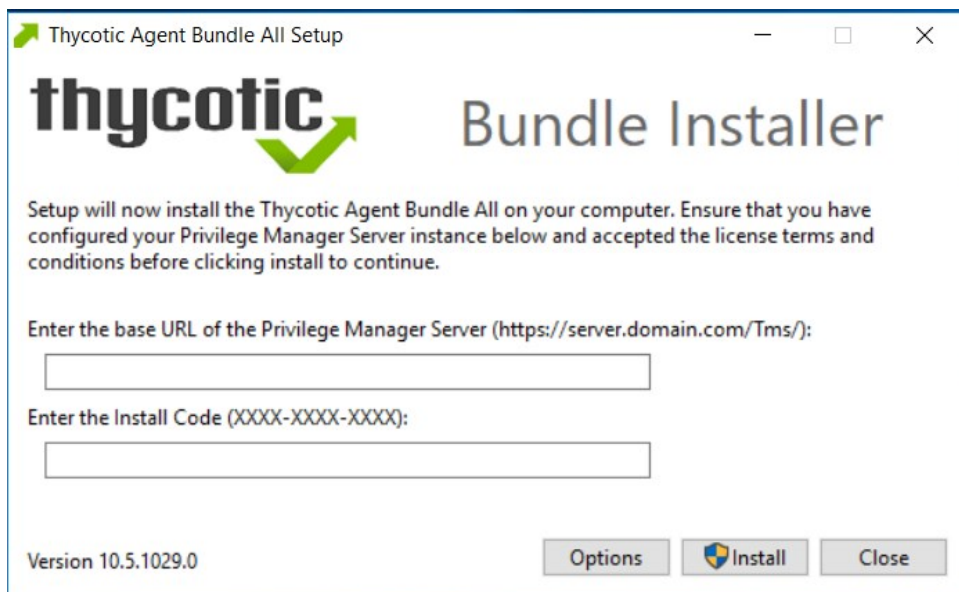 Thycotic Agent Bundle All Setup
thycotic
Bundle Installer
Setup will now install the Thycotic Agent Bundle All on your computer. Ensure that you have
configured your Privilege Manager Server instance below and accepted the license terms and
conditions before clicking install to continue.
Enter the base URL of the Privilege Manager Server (https://server.domain.com/Tms/):
Enter the Install Code (XXXX-XXXX-XXXX):
Version 10.5.1029.0
Options
Install
Close